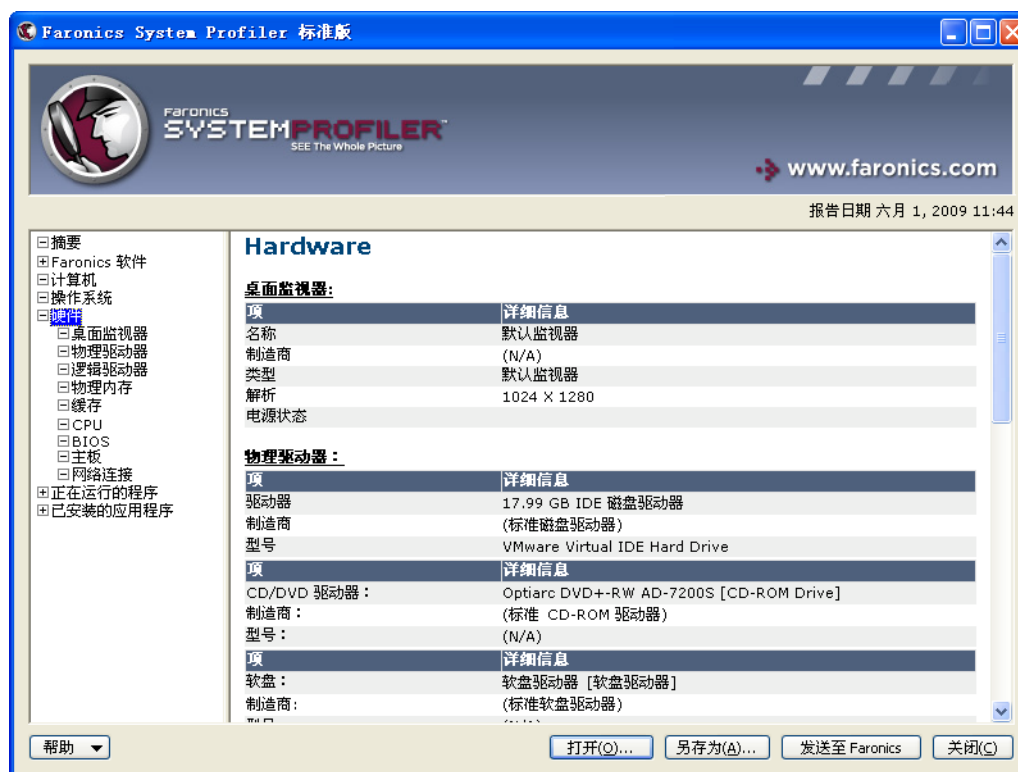 Faronics System Profiler 标准版
Faronics
SYSTEMPROFILER™
SEE The Whole Picture
www.faronics.com
报告日期 六月 1, 2009 11:44
摘要
Faronics 软件
计算机
操作系统
硬件
桌面监视器
物理驱动器
逻辑驱动器
物理内存
缓存
CPU
BIOS
主板
网络连接
正在运行的程序
已安装的应用程序
Hardware
桌面监视器:
项 详细信息
名称 默认监视器
制造商 (N/A)
类型 默认监视器
解析 1024 X 1280
电源状态
物理驱动器：
项 详细信息
驱动器 17.99 GB IDE 磁盘驱动器
制造商 (标准磁盘驱动器)
型号 VMware Virtual IDE Hard Drive
项 详细信息
CD/DVD 驱动器： Optiarc DVD+-RW AD-7200S [CD-ROM Drive]
制造商： (标准 CD-ROM 驱动器)
型号： (N/A)
项 详细信息
软盘： 软盘驱动器 [软盘驱动器]
制造商: (标准软盘驱动器)
帮助
打开(O)...
另存为(A)...
发送至 Faronics
关闭(C)